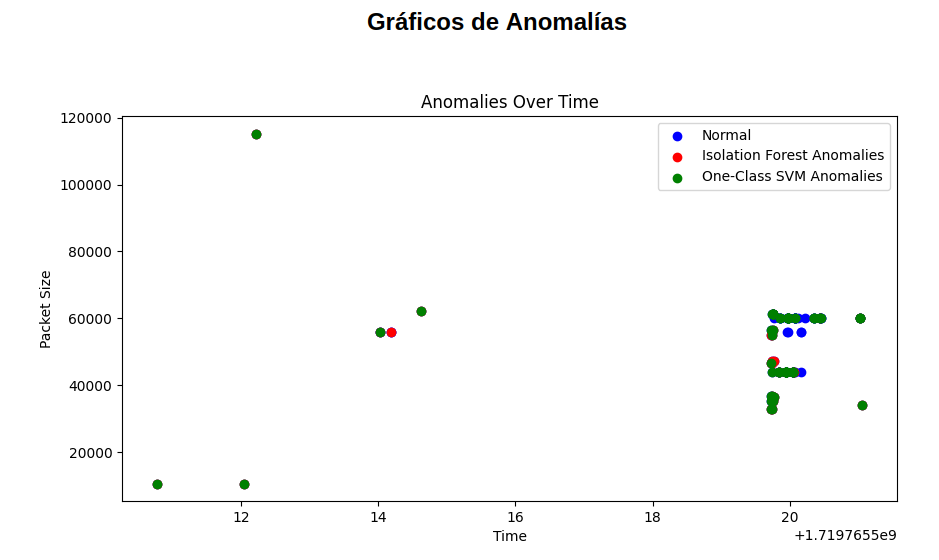 Gráficos de Anomalías
Anomalies Over Time
120000
100000
80000
60000
40000
20000
Packet Size
Normal
Isolation Forest Anomalies
One-Class SVM Anomalies
12 14 16 18 20
Time
+1.7197655e9